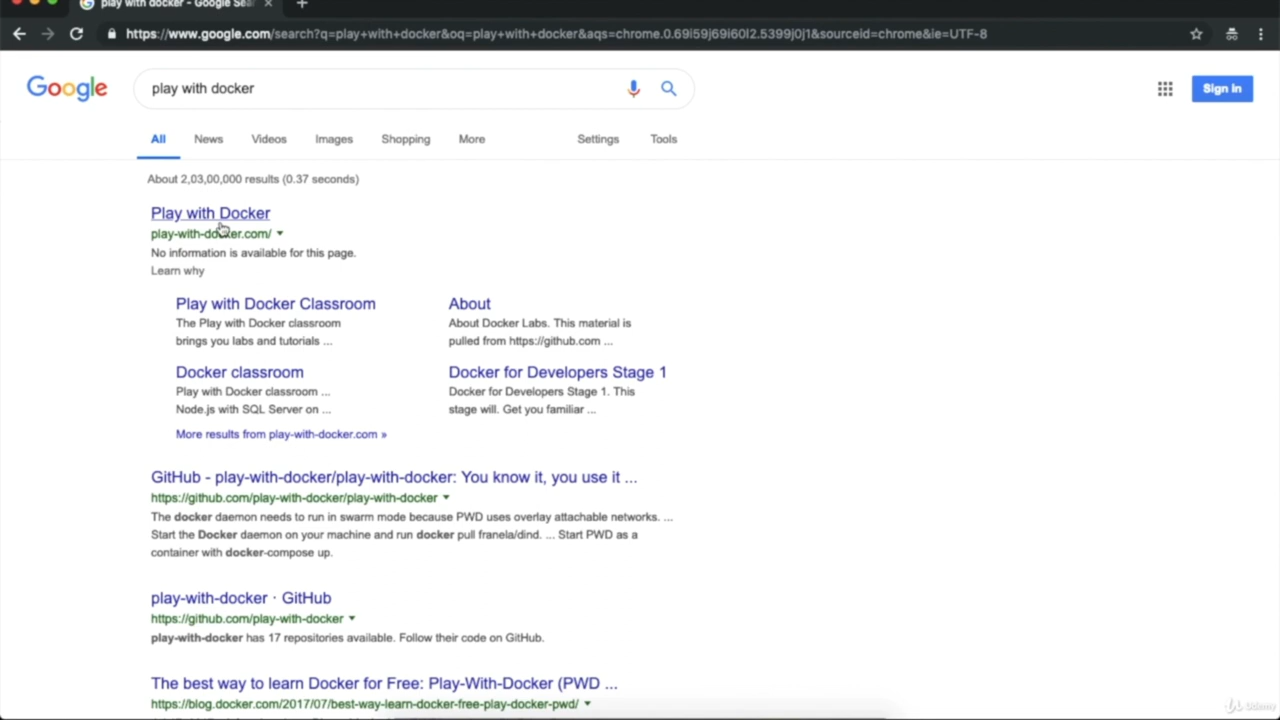 play with docker - Google Sea
https://www.google.com/search?q=play+with+docker&oq=play+with+docker&aqs=chrome.0.69i59j69i60l2.5399j0j1&sourceid=chrome&ie=UTF-8
Google
play with docker
Sign In
All News Videos Images Shopping More Settings Tools
About 2,03,00,000 results (0.37 seconds)
Play with Docker
play-with-docker.com/
No information is available for this page.
Learn why
Play with Docker Classroom
The Play with Docker classroom
brings you labs and tutorials ...
About
About Docker Labs. This material is
pulled from https://github.com ...
Docker classroom
Play with Docker classroom ...
Node.js with SQL Server on ...
Docker for Developers Stage 1
Docker for Developers Stage 1. This
stage will. Get you familiar ...
More results from play-with-docker.com »
GitHub - play-with-docker/play-with-docker: You know it, you use it ...
https://github.com/play-with-docker/play-with-docker
The docker daemon needs to run in swarm mode because PWD uses overlay attachable networks. ...
Start the Docker daemon on your machine and run docker pull franela/dind. ... Start PWD as a
container with docker-compose up.
play-with-docker · GitHub
https://github.com/play-with-docker
play-with-docker has 17 repositories available. Follow their code on GitHub.
The best way to learn Docker for Free: Play-With-Docker (PWD ...
https://blog.docker.com/2017/07/best-way-learn-docker-free-play-docker-pwd/
Udemy